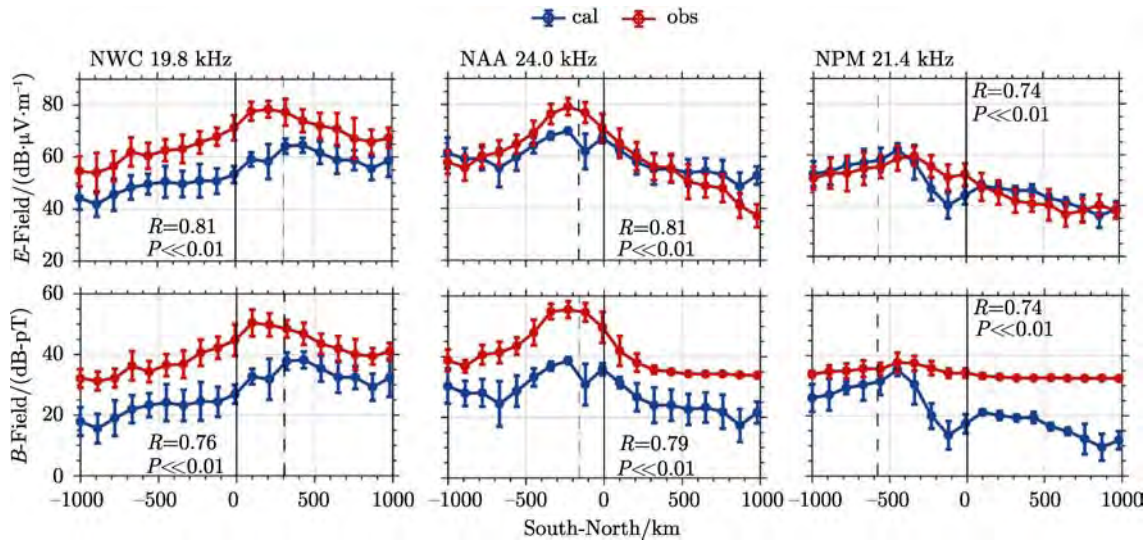 cal obs
NWC 19.8 kHz NAA 24.0 kHz NPM 21.4 kHz
E-Field/(dB·μV·m⁻¹)
80
60
40
20
R=0.81
P<<0.01
R=0.81
P<<0.01
R=0.74
P<<0.01
B-Field/(dB-pT)
60
40
20
0
R=0.76
P<<0.01
R=0.79
P<<0.01
R=0.74
P<<0.01
−1000 −500 0 500 1000 −1000 −500 0 500 1000 −1000 −500 0 500 1000
South-North/km